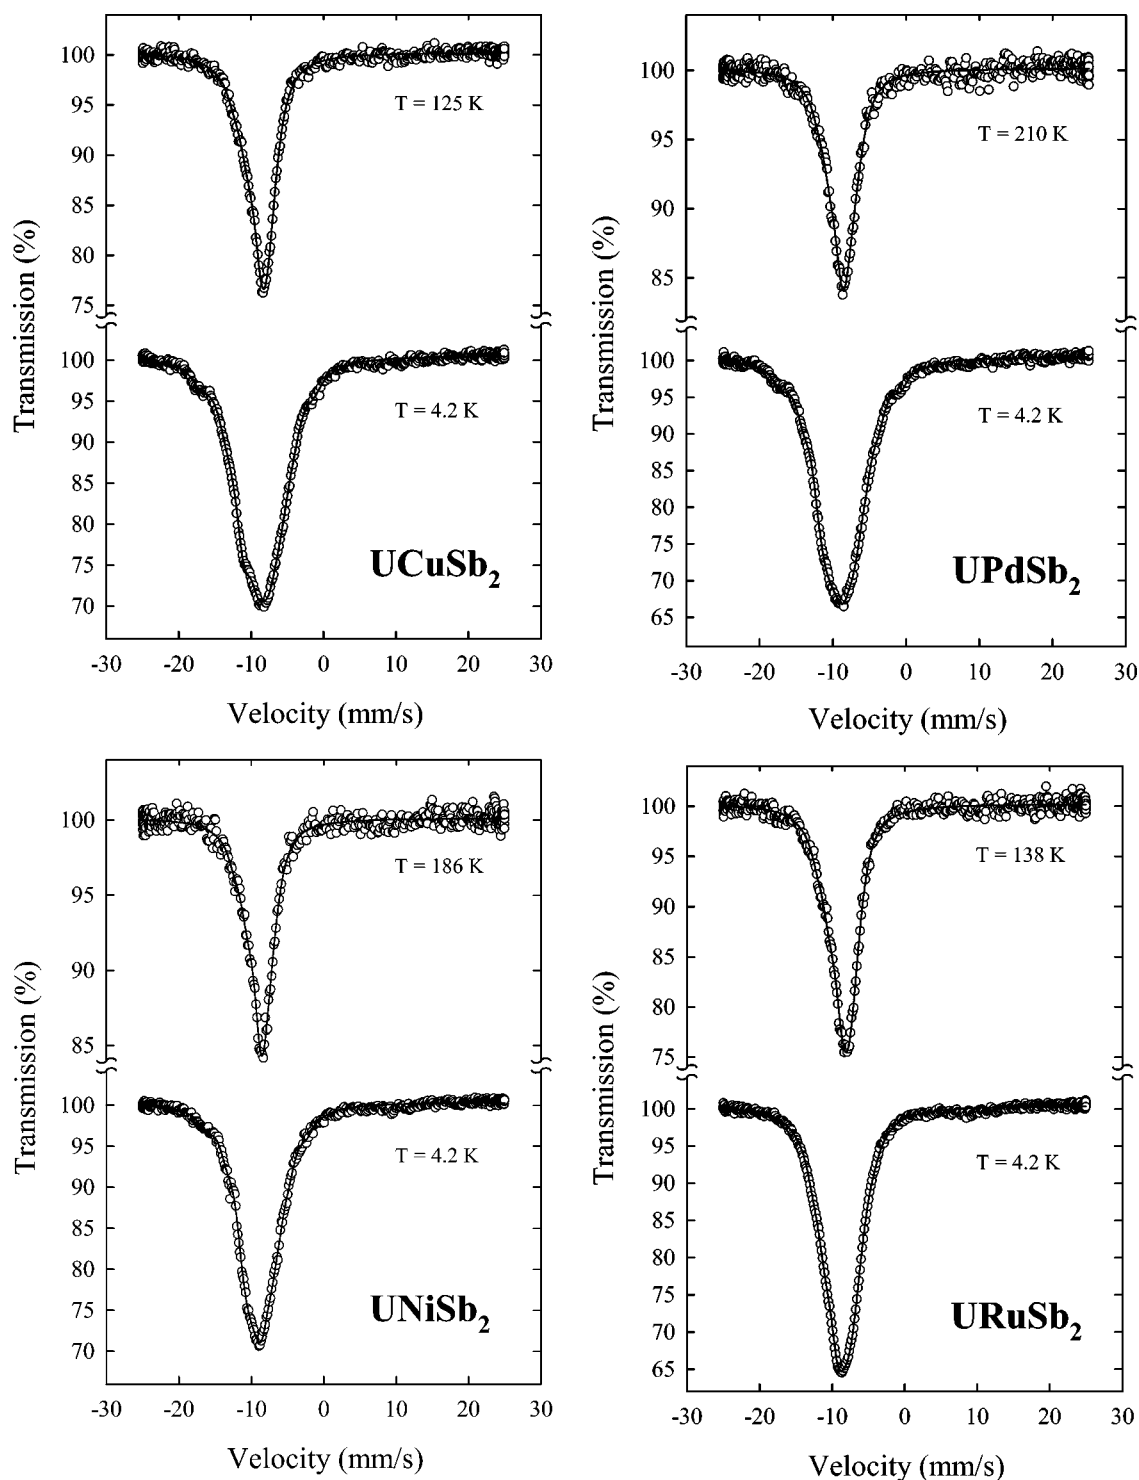 100
95
90
85
80
75
T = 125 K
100
95
90
85
80
75
70
T = 4.2 K
UCuSb₂
Transmission (%)
-30 -20 -10 0 10 20 30
Velocity (mm/s)
100
95
90
85
T = 210 K
100
95
90
85
80
75
70
65
T = 4.2 K
UPdSb₂
Transmission (%)
-30 -20 -10 0 10 20 30
Velocity (mm/s)
100
95
90
85
T = 186 K
100
95
90
85
80
75
70
T = 4.2 K
UNiSb₂
Transmission (%)
-30 -20 -10 0 10 20 30
Velocity (mm/s)
100
95
90
85
80
75
T = 138 K
100
95
90
85
80
75
70
65
T = 4.2 K
URuSb₂
Transmission (%)
-30 -20 -10 0 10 20 30
Velocity (mm/s)